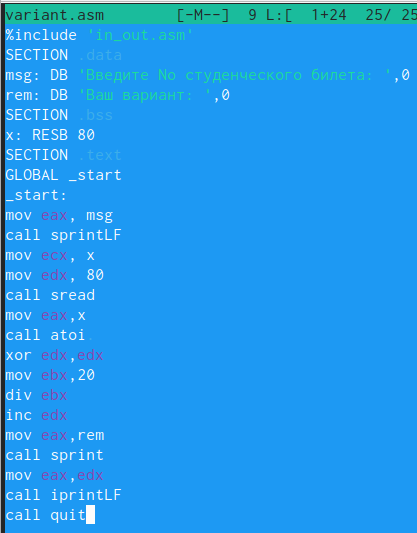 variant.asm [-M--] 9 L:[ 1+24 25/ 25
%include 'in_out.asm'
SECTION .data
msg: DB 'Введите No студенческого билета: ',0
rem: DB 'Ваш вариант: ',0
SECTION .bss
x: RESB 80
SECTION .text
GLOBAL _start
_start:
mov eax, msg
call sprintLF
mov ecx, x
mov edx, 80
call sread
mov eax,x
call atoi
xor edx,edx
mov ebx,20
div ebx
inc edx
mov eax,rem
call sprint
mov eax,edx
call iprintLF
call quit